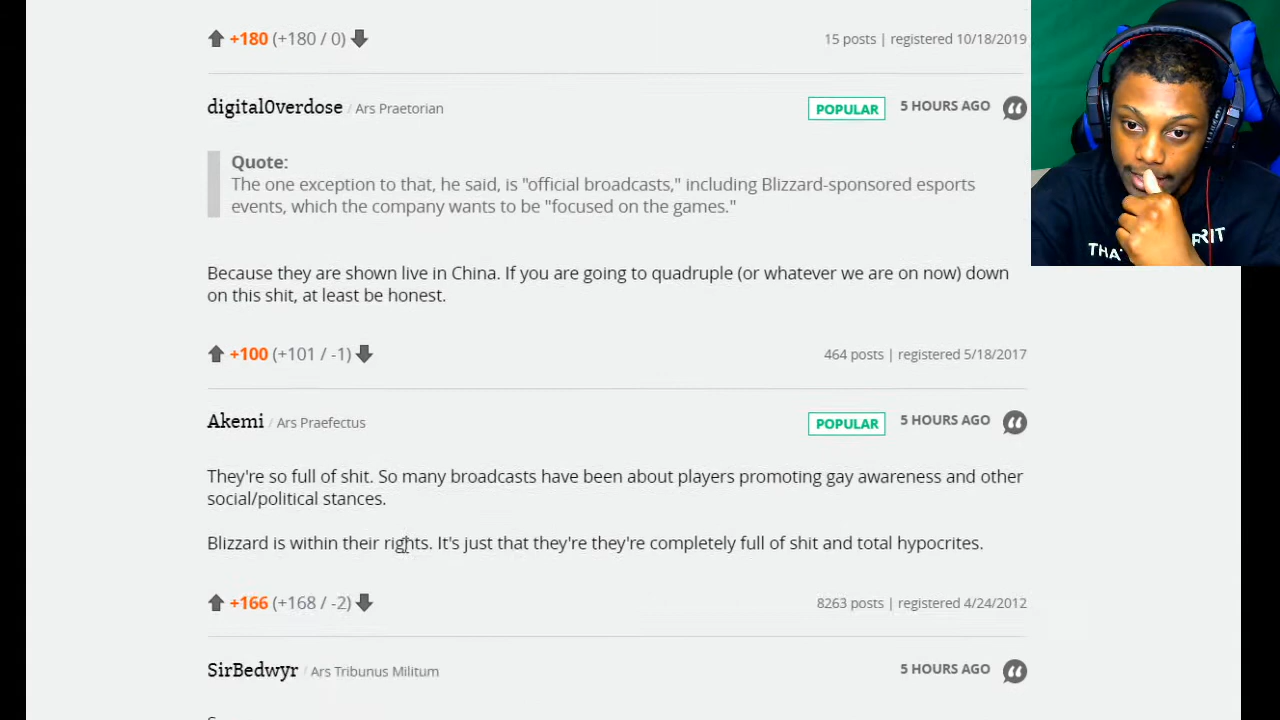 +180 (+180 / 0)
15 posts | registered 10/18/2019
digital0verdose / Ars Praetorian
POPULAR
5 HOURS AGO
Quote:
The one exception to that, he said, is "official broadcasts," including Blizzard-sponsored esports
events, which the company wants to be "focused on the games."
Because they are shown live in China. If you are going to quadruple (or whatever we are on now) down
on this shit, at least be honest.
+100 (+101 / -1)
464 posts | registered 5/18/2017
Akemi / Ars Praefectus
POPULAR
5 HOURS AGO
They're so full of shit. So many broadcasts have been about players promoting gay awareness and other
social/political stances.
Blizzard is within their rights. It's just that they're they're completely full of shit and total hypocrites.
+166 (+168 / -2)
8263 posts | registered 4/24/2012
SirBedwyr / Ars Tribunus Militum
5 HOURS AGO